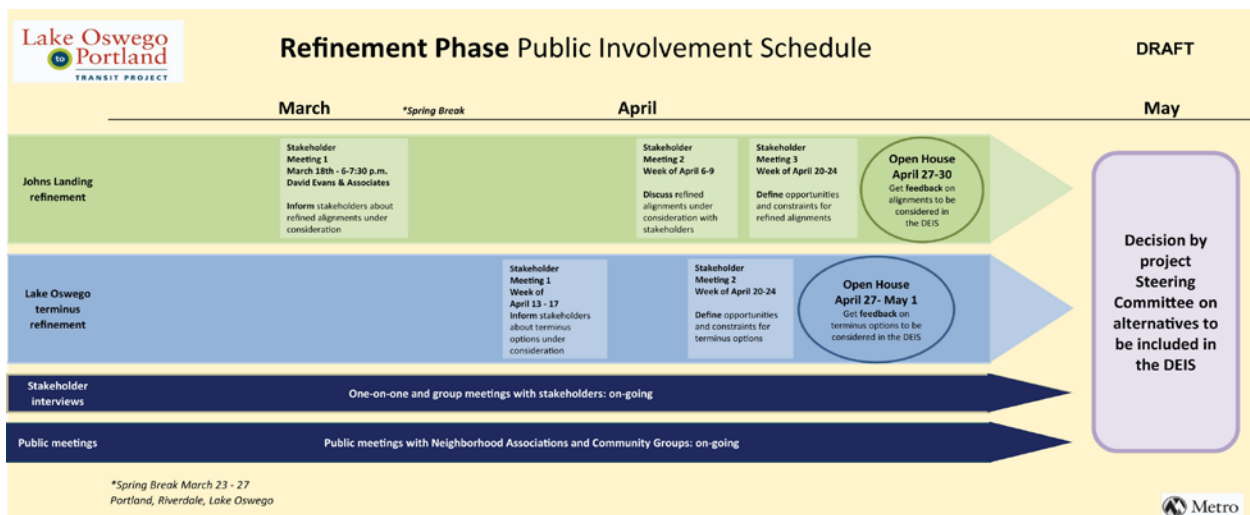 Lake Oswego
to Portland
TRANSIT PROJECT
Refinement Phase Public Involvement Schedule
DRAFT
March
*Spring Break
April
May
Johns Landing
refinement
Stakeholder
Meeting 1
March 18th - 6-7:30 p.m.
David Evans & Associates
Inform stakeholders about
refined alignments under
consideration
Stakeholder
Meeting 2
Week of April 6-9
Discuss refined
alignments under
consideration with
stakeholders
Stakeholder
Meeting 3
Week of April 20-24
Define opportunities
and constraints for
refined alignments
Open House
April 27-30
Get feedback on
alignments to be
considered in
the DEIS
Lake Oswego
terminus
refinement
Stakeholder
Meeting 1
Week of
April 13 - 17
Inform stakeholders
about terminus
options under
consideration
Stakeholder
Meeting 2
Week of April 20-24
Define opportunities
and constraints for
terminus options
Open House
April 27- May 1
Get feedback on
terminus options to be
considered in the DEIS
Decision by
project
Steering
Committee on
alternatives to
be included in
the DEIS
Stakeholder
interviews
One-on-one and group meetings with stakeholders: on-going
Public meetings
Public meetings with Neighborhood Associations and Community Groups: on-going
*Spring Break March 23 - 27
Portland, Riverdale, Lake Oswego
Metro